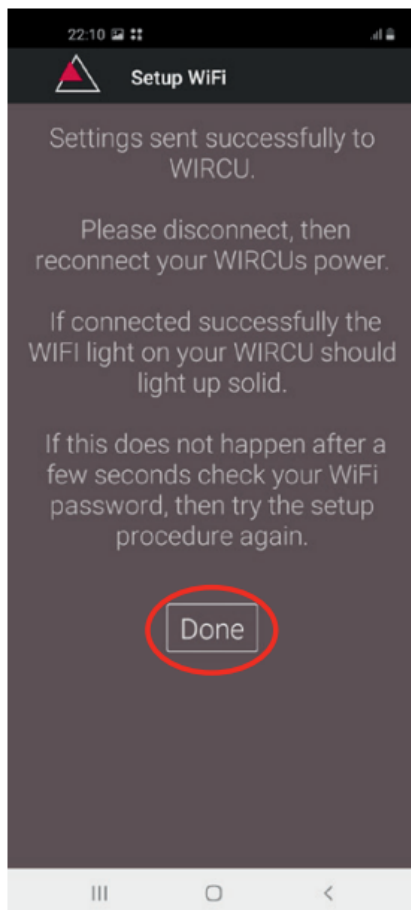 22:10
Setup WiFi
Settings sent successfully to
WIRCU.
Please disconnect, then
reconnect your WIRCUs power.
If connected successfully the
WIFI light on your WIRCU should
light up solid.
If this does not happen after a
few seconds check your WiFi
password, then try the setup
procedure again.
Done